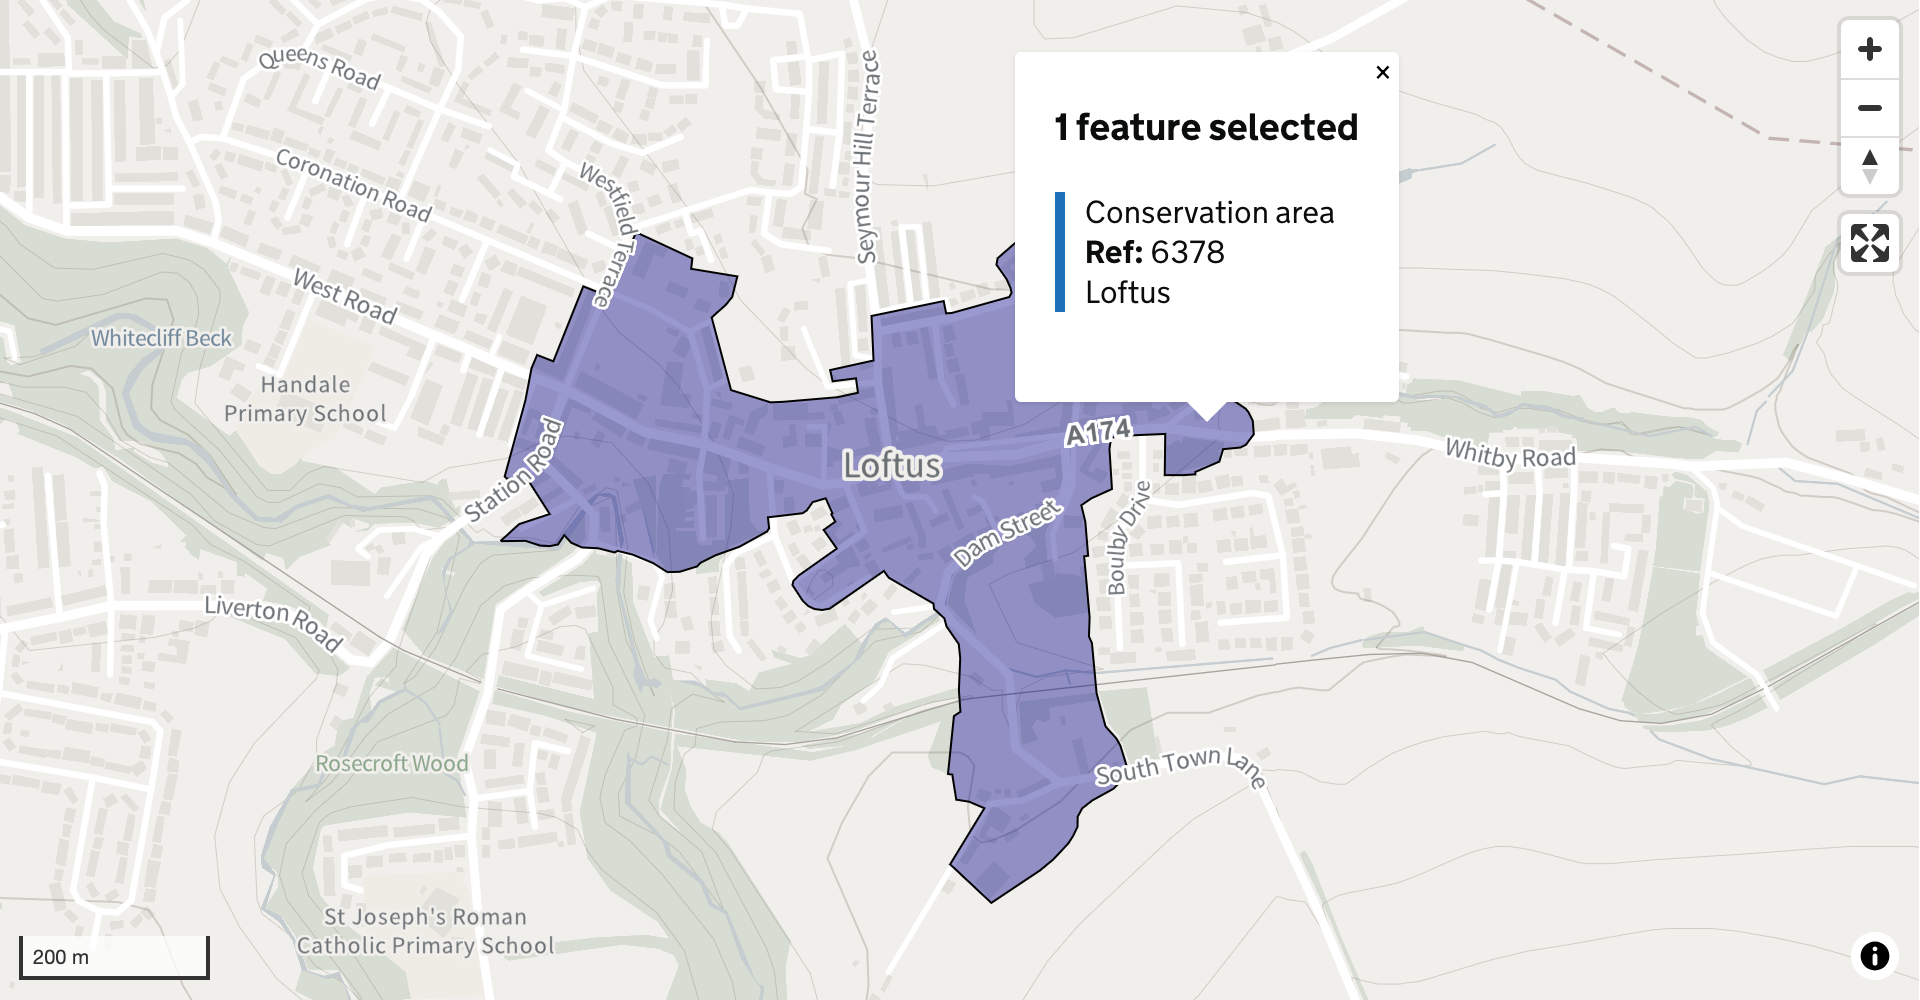 Queens Road
Seymour Hill Terrace
×
1 feature selected
Conservation area
Ref: 6378
Loftus
Coronation Road
Westfield Terrace
West Road
Whitecliff Beck
Handale
Primary School
A174
Station Road
Loftus
Whitby Road
Dam Street
Boulby Drive
Liverton Road
Rosecroft Wood
South Town Lane
St Joseph's Roman
Catholic Primary School
200 m